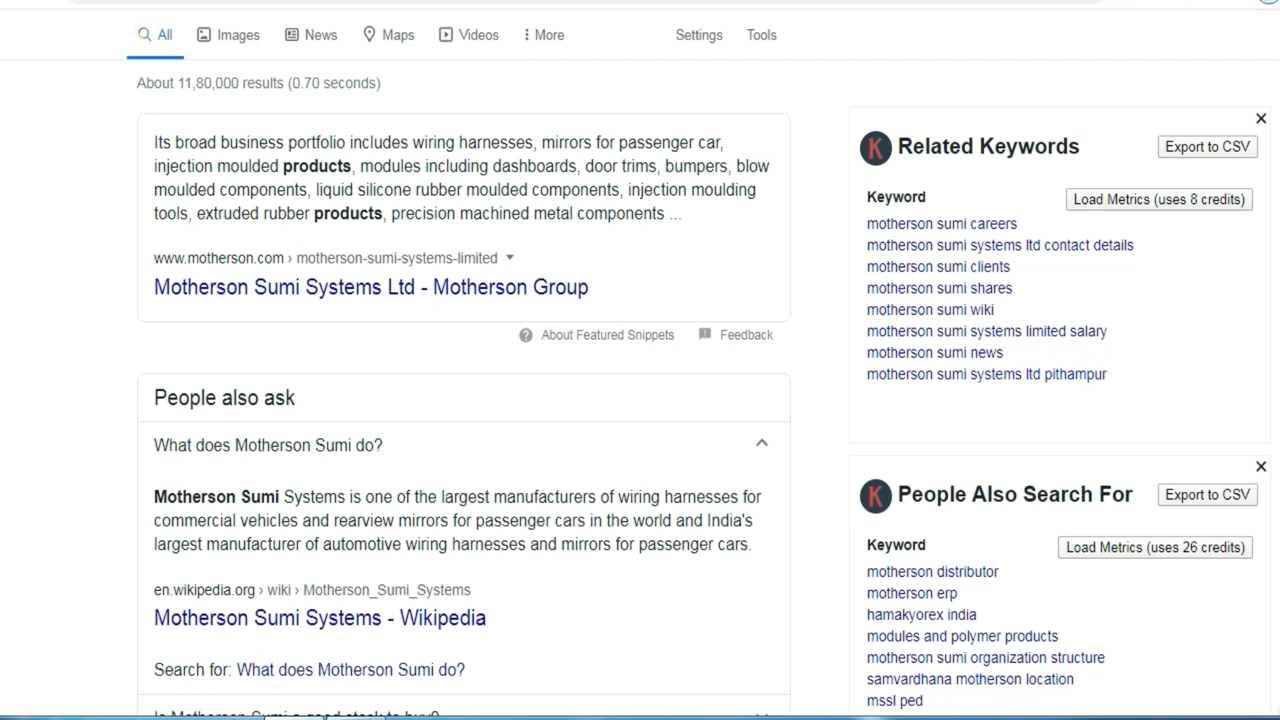 All Images News Maps Videos More Settings Tools
About 11,80,000 results (0.70 seconds)
Its broad business portfolio includes wiring harnesses, mirrors for passenger car,
injection moulded products, modules including dashboards, door trims, bumpers, blow
moulded components, liquid silicone rubber moulded components, injection moulding
tools, extruded rubber products, precision machined metal components ...
www.motherson.com › motherson-sumi-systems-limited
Motherson Sumi Systems Ltd - Motherson Group
About Featured Snippets Feedback
People also ask
What does Motherson Sumi do?
Motherson Sumi Systems is one of the largest manufacturers of wiring harnesses for
commercial vehicles and rearview mirrors for passenger cars in the world and India's
largest manufacturer of automotive wiring harnesses and mirrors for passenger cars.
en.wikipedia.org › wiki › Motherson_Sumi_Systems
Motherson Sumi Systems - Wikipedia
Search for: What does Motherson Sumi do?
Is Motherson Sumi a good stock to buy?
K Related Keywords Export to CSV
Keyword Load Metrics (uses 8 credits)
motherson sumi careers
motherson sumi systems ltd contact details
motherson sumi clients
motherson sumi shares
motherson sumi wiki
motherson sumi systems limited salary
motherson sumi news
motherson sumi systems ltd pithampur
K People Also Search For Export to CSV
Keyword Load Metrics (uses 26 credits)
motherson distributor
motherson erp
hamakyorex india
modules and polymer products
motherson sumi organization structure
samvardhana motherson location
mssl ped